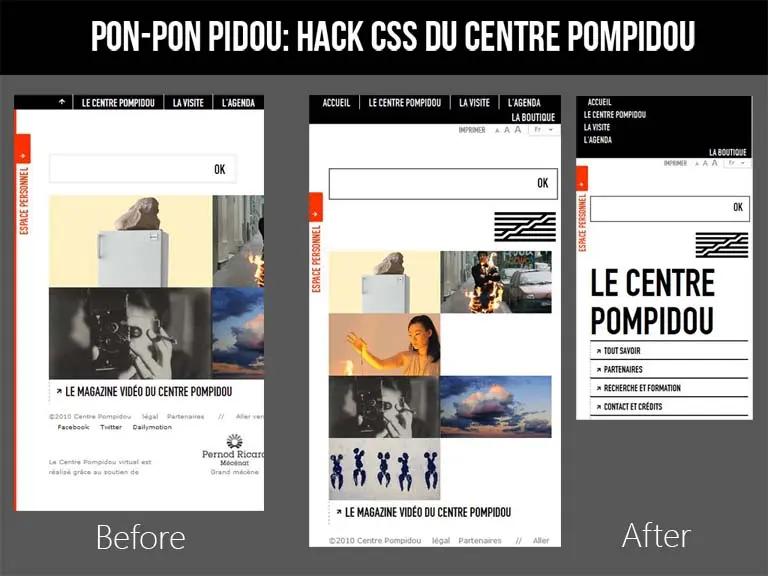 PON-PON PIDOU: HACK CSS DU CENTRE POMPIDOU
LE CENTRE POMPIDOU LA VISITE L'AGENDA
ESPACE PERSONNEL
OK
LE MAGAZINE VIDÉO DU CENTRE POMPIDOU
©2010 Centre Pompidou légal Partenaires // Aller
Facebook Twitter Dailymotion
Pernod Ricard
Mécénat
Le Centre Pompidou virtuel est
réalisé grâce au soutien de
Grand mécène
Before
ACCUEIL LE CENTRE POMPIDOU LA VISITE L'AGENDA
LA BOUTIQUE
IMPRIMER A A A Fr
OK
ESPACE PERSONNEL
LE MAGAZINE VIDÉO DU CENTRE POMPIDOU
©2010 Centre Pompidou légal Partenaires // Aller
ACCUEIL
LE CENTRE POMPIDOU
LA VISITE
L'AGENDA
LA BOUTIQUE
IMPRIMER A A A Fr
ESPACE PERSONNEL
OK
LE CENTRE
POMPIDOU
TOUT SAVOIR
PARTENAIRES
RECHERCHE ET FORMATION
CONTACT ET CRÉDITS
After